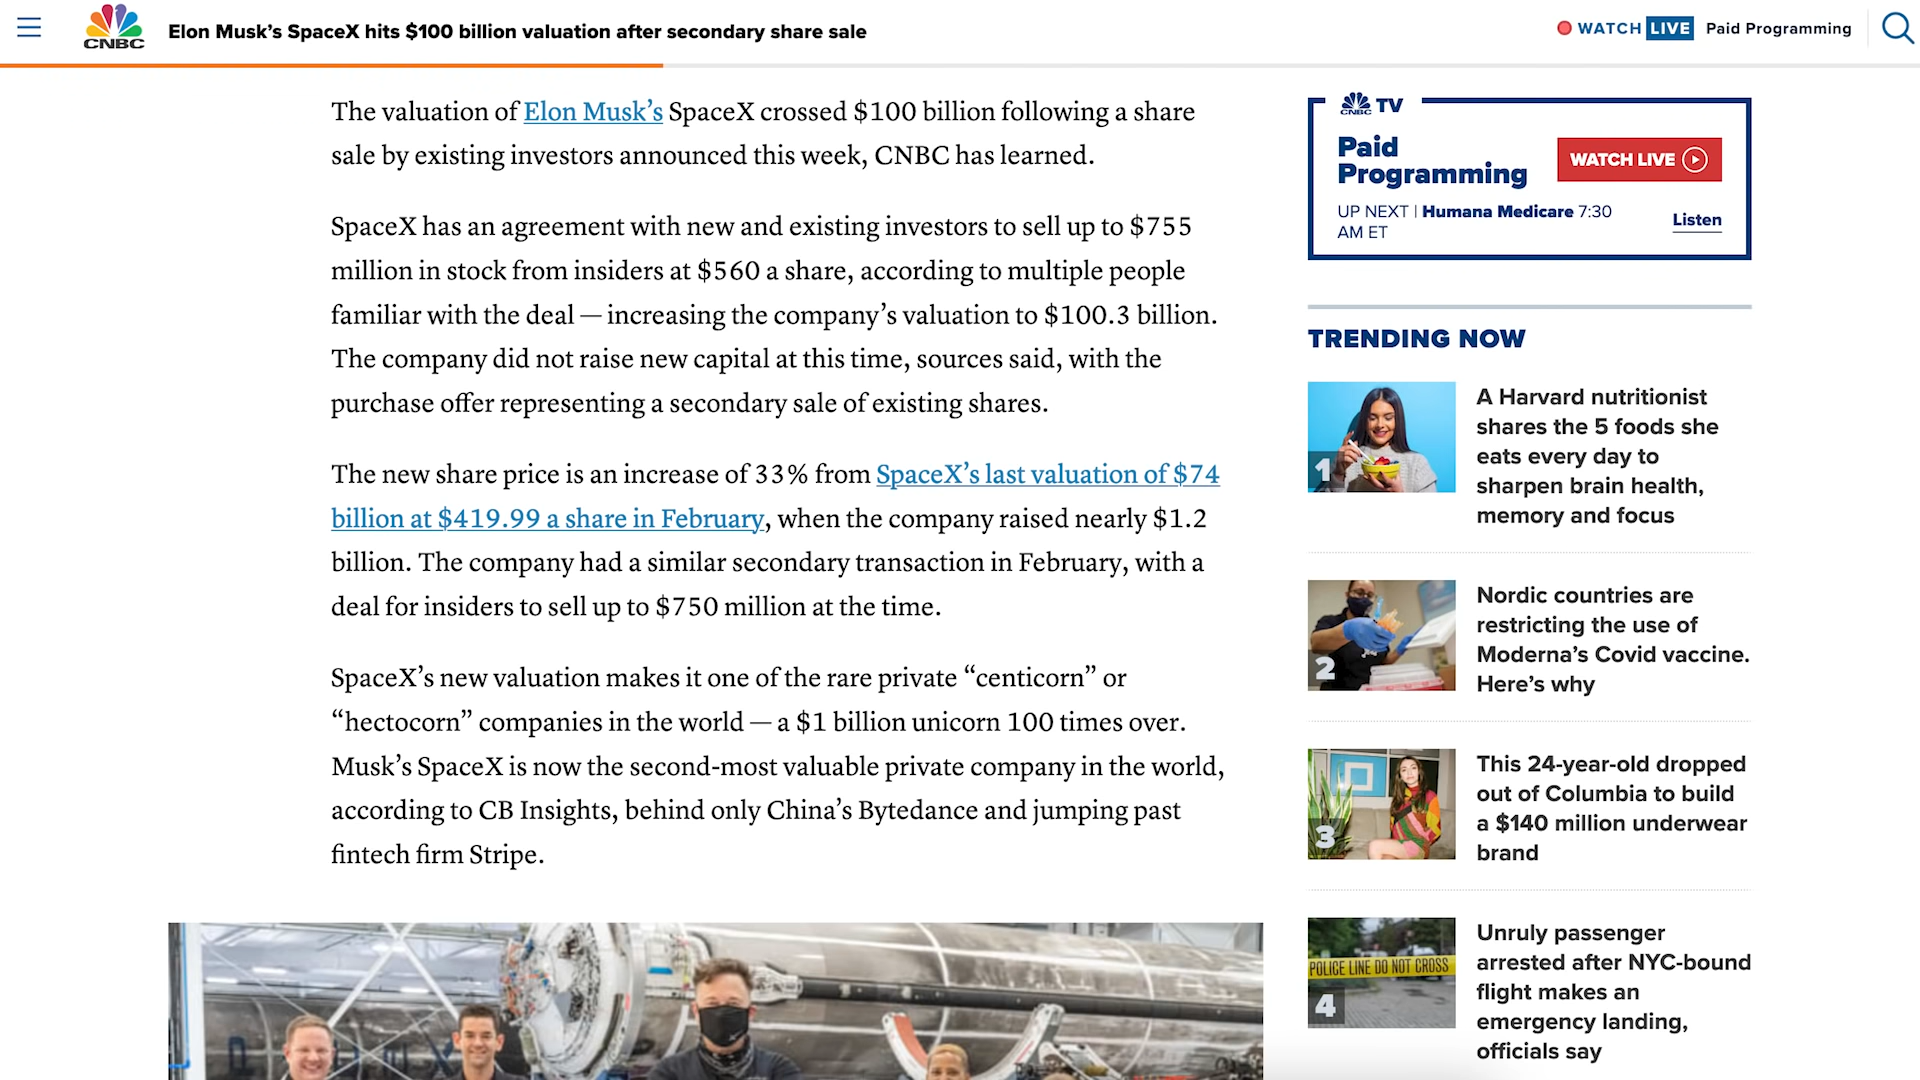 CNBC
Elon Musk’s SpaceX hits $100 billion valuation after secondary share sale
WATCH LIVE
Paid Programming
The valuation of Elon Musk’s SpaceX crossed $100 billion following a share
sale by existing investors announced this week, CNBC has learned.
SpaceX has an agreement with new and existing investors to sell up to $755
million in stock from insiders at $560 a share, according to multiple people
familiar with the deal — increasing the company’s valuation to $100.3 billion.
The company did not raise new capital at this time, sources said, with the
purchase offer representing a secondary sale of existing shares.
The new share price is an increase of 33% from SpaceX’s last valuation of $74
billion at $419.99 a share in February, when the company raised nearly $1.2
billion. The company had a similar secondary transaction in February, with a
deal for insiders to sell up to $750 million at the time.
SpaceX’s new valuation makes it one of the rare private “centicorn” or
“hectocorn” companies in the world — a $1 billion unicorn 100 times over.
Musk’s SpaceX is now the second-most valuable private company in the world,
according to CB Insights, behind only China’s Bytedance and jumping past
fintech firm Stripe.
CNBC TV
Paid
Programming
WATCH LIVE
UP NEXT | Humana Medicare 7:30
AM ET
Listen
TRENDING NOW
1
A Harvard nutritionist
shares the 5 foods she
eats every day to
sharpen brain health,
memory and focus
2
Nordic countries are
restricting the use of
Moderna’s Covid vaccine.
Here’s why
3
This 24-year-old dropped
out of Columbia to build
a $140 million underwear
brand
POLICE LINE DO NOT CROSS
4
Unruly passenger
arrested after NYC-bound
flight makes an
emergency landing,
officials say